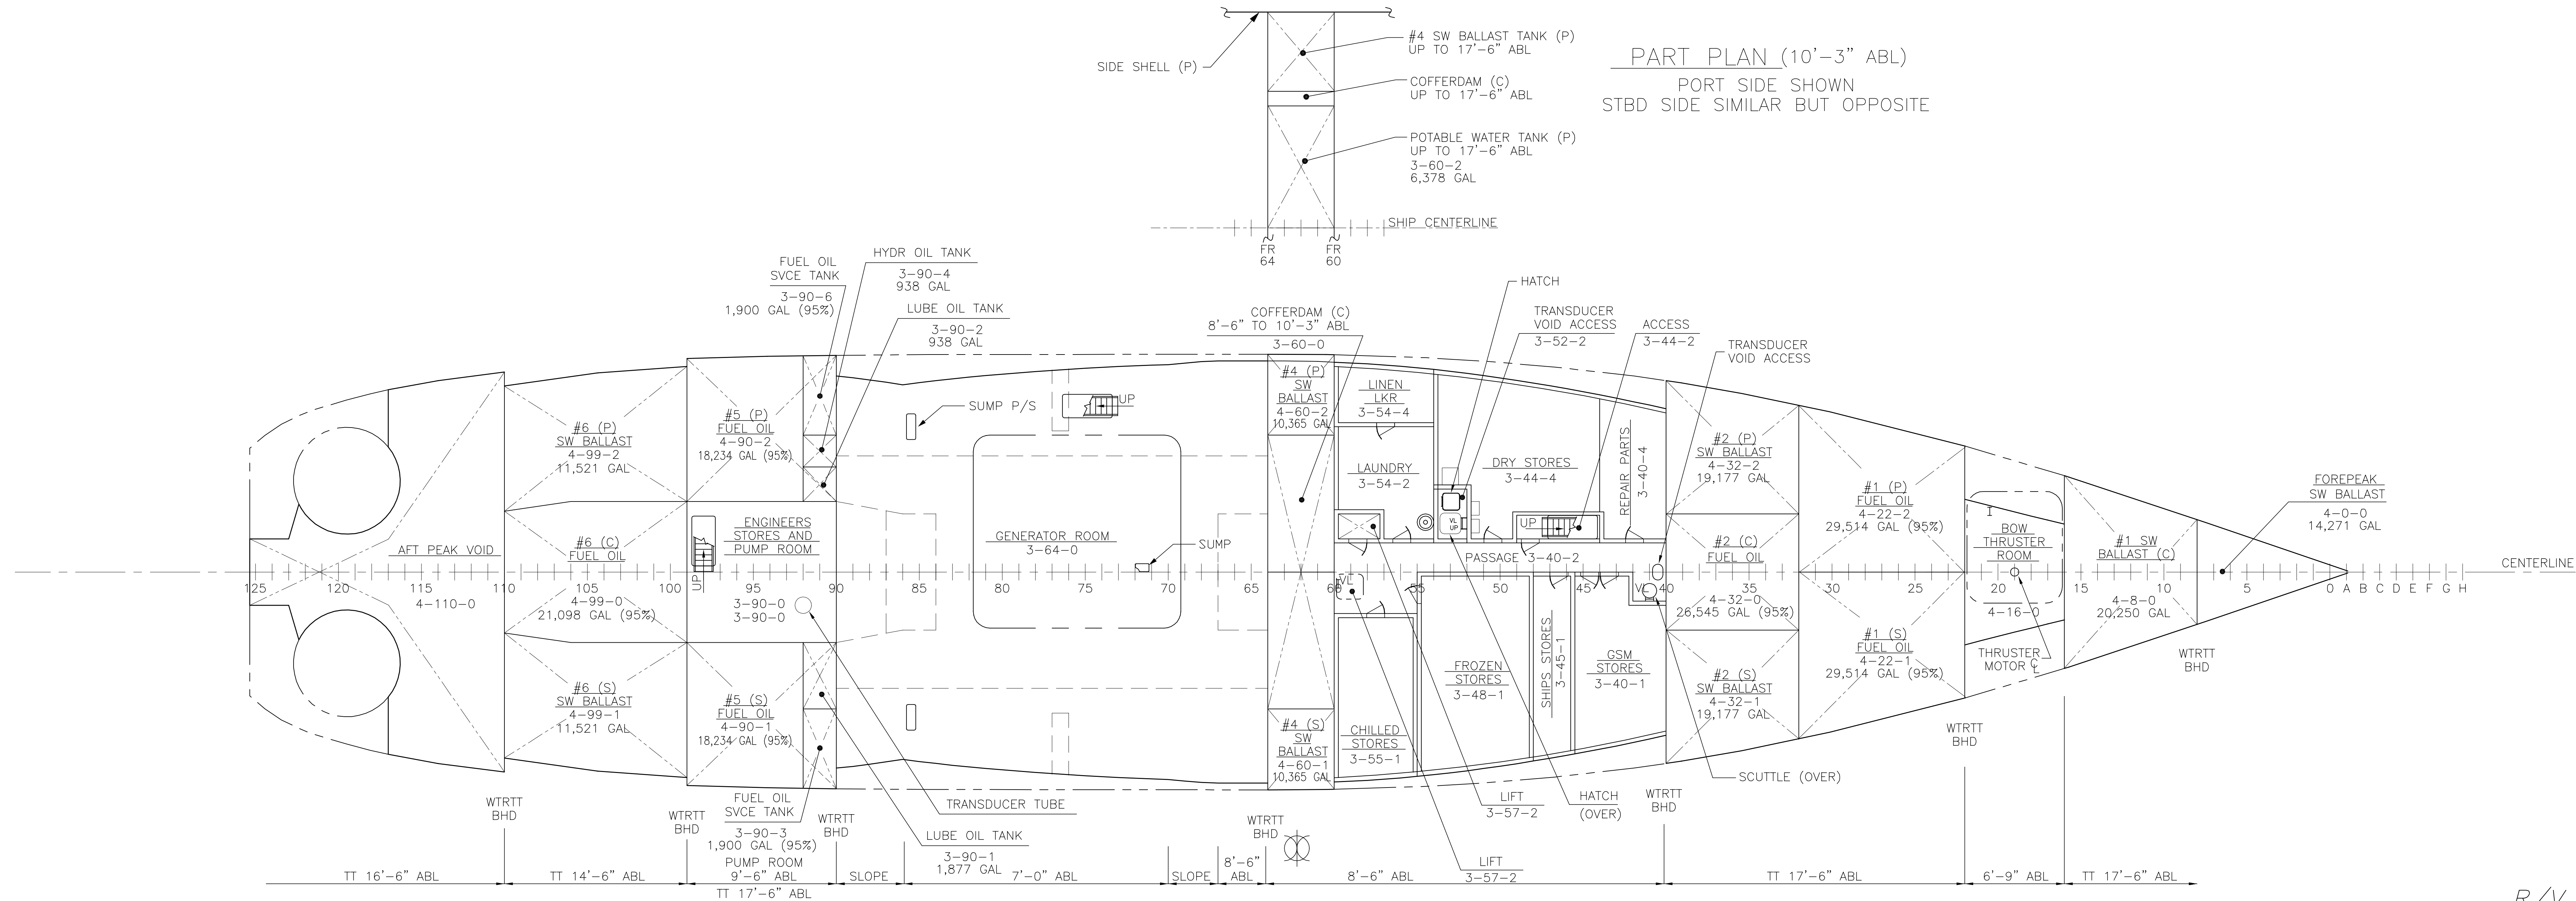 #4 SW BALLAST TANK (P)
UP TO 17'-6" ABL
SIDE SHELL (P)
COFFERDAM (C)
UP TO 17'-6" ABL
POTABLE WATER TANK (P)
UP TO 17'-6" ABL
3-60-2
6,378 GAL
SHIP CENTERLINE
FR
64
FR
60
PART PLAN (10'-3" ABL)
PORT SIDE SHOWN
STBD SIDE SIMILAR BUT OPPOSITE
FUEL OIL
SVCE TANK
3-90-6
1,900 GAL (95%)
HYDR OIL TANK
3-90-4
938 GAL
LUBE OIL TANK
3-90-2
938 GAL
COFFERDAM (C)
8'-6" TO 10'-3" ABL
3-60-0
HATCH
TRANSDUCER
VOID ACCESS
3-52-2
ACCESS
3-44-2
TRANSDUCER
VOID ACCESS
AFT PEAK VOID
4-110-0
#6 (P)
SW BALLAST
4-99-2
11,521 GAL
#6 (C)
FUEL OIL
4-99-0
21,098 GAL (95%)
#6 (S)
SW BALLAST
4-99-1
11,521 GAL
#5 (P)
FUEL OIL
4-90-2
18,234 GAL (95%)
ENGINEERS
STORES AND
PUMP ROOM
UP
3-90-0
3-90-0
#5 (S)
FUEL OIL
4-90-1
18,234 GAL (95%)
SUMP P/S
UP
GENERATOR ROOM
3-64-0
SUMP
#4 (P)
SW
BALLAST
4-60-2
10,365 GAL
#4 (S)
SW
BALLAST
4-60-1
10,365 GAL
LINEN
LKR
3-54-4
LAUNDRY
3-54-2
DRY STORES
3-44-4
REPAIR PARTS
3-40-4
VL
UP
UP
PASSAGE 3-40-2
VL
VL
CHILLED
STORES
3-55-1
FROZEN
STORES
3-48-1
SHIPS STORES
3-45-1
GSM
STORES
3-40-1
#2 (P)
SW BALLAST
4-32-2
19,177 GAL
#2 (C)
FUEL OIL
4-32-0
26,545 GAL (95%)
#2 (S)
SW BALLAST
4-32-1
19,177 GAL
#1 (P)
FUEL OIL
4-22-2
29,514 GAL (95%)
#1 (S)
FUEL OIL
4-22-1
29,514 GAL (95%)
I
BOW
THRUSTER
ROOM
4-16-0
THRUSTER
MOTOR CL
#1 SW
BALLAST (C)
4-8-0
20,250 GAL
FOREPEAK
SW BALLAST
4-0-0
14,271 GAL
CENTERLINE
125 120 115 110 105 100 95 90 85 80 75 70 65 60 55 50 45 40 35 30 25 20 15 10 5 0 A B C D E F G H
FUEL OIL
SVCE TANK
3-90-3
1,900 GAL (95%)
TRANSDUCER TUBE
LUBE OIL TANK
3-90-1
1,877 GAL
LIFT
3-57-2
HATCH
(OVER)
LIFT
3-57-2
SCUTTLE (OVER)
WTRTT
BHD
WTRTT
BHD
WTRTT
BHD
WTRTT
BHD
WTRTT
BHD
WTRTT
BHD
WTRTT
BHD
TT 16'-6" ABL
TT 14'-6" ABL
PUMP ROOM
9'-6" ABL
TT 17'-6" ABL
SLOPE
7'-0" ABL
SLOPE
8'-6"
ABL
8'-6" ABL
TT 17'-6" ABL
6'-9" ABL
TT 17'-6" ABL